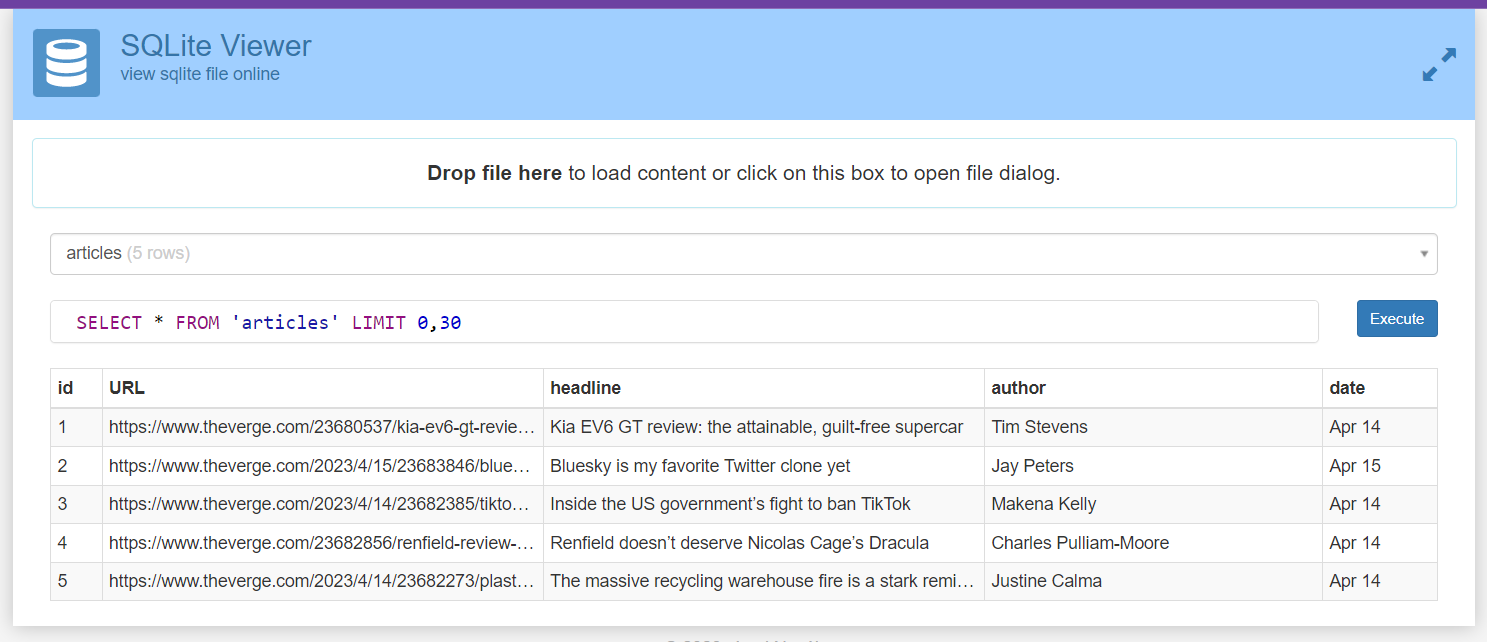 SQLite Viewer
view sqlite file online
Drop file here to load content or click on this box to open file dialog.
articles (5 rows)
SELECT * FROM 'articles' LIMIT 0,30
Execute
id URL headline author date
1 https://www.theverge.com/23680537/kia-ev6-gt-revie… Kia EV6 GT review: the attainable, guilt-free supercar Tim Stevens Apr 14
2 https://www.theverge.com/2023/4/15/23683846/blue… Bluesky is my favorite Twitter clone yet Jay Peters Apr 15
3 https://www.theverge.com/2023/4/14/23682385/tikto… Inside the US government’s fight to ban TikTok Makena Kelly Apr 14
4 https://www.theverge.com/23682856/renfield-review-… Renfield doesn’t deserve Nicolas Cage’s Dracula Charles Pulliam-Moore Apr 14
5 https://www.theverge.com/2023/4/14/23682273/plast… The massive recycling warehouse fire is a stark remi… Justine Calma Apr 14